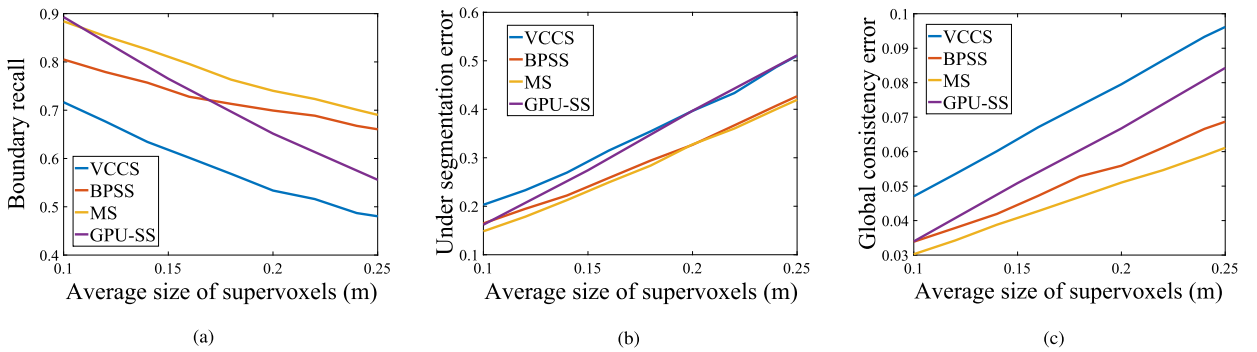 Boundary recall
0.9
0.8
0.7
0.6
0.5
0.4
VCCS
BPSS
MS
GPU-SS
0.1 0.15 0.2 0.25
Average size of supervoxels (m)
(a)
Under segmentation error
0.6
0.5
0.4
0.3
0.2
0.1
VCCS
BPSS
MS
GPU-SS
0.1 0.15 0.2 0.25
Average size of supervoxels (m)
(b)
Global consistency error
0.1
0.09
0.08
0.07
0.06
0.05
0.04
0.03
VCCS
BPSS
MS
GPU-SS
0.1 0.15 0.2 0.25
Average size of supervoxels (m)
(c)